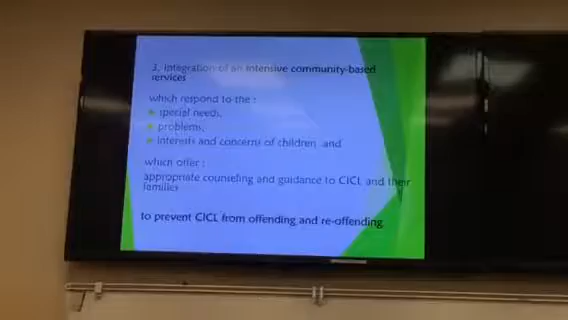 3. Integration of an intensive community-based
services
which respond to the :
special needs,
problems,
interests and concerns of children and
which offer :
appropriate counseling and guidance to CICL and their
families
to prevent CICL from offending and re-offending.